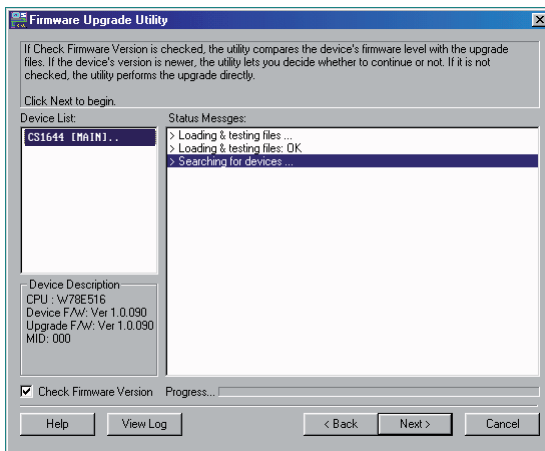 Firmware Upgrade Utility
If Check Firmware Version is checked, the utility compares the device's firmware level with the upgrade
files. If the device's version is newer, the utility lets you decide whether to continue or not. If it is not
checked, the utility performs the upgrade directly.
Click Next to begin.
Device List:
CS1644 [MAIN]..
Status Messges:
> Loading & testing files ...
> Loading & testing files: OK
> Searching for devices ...
Device Description
CPU : W78E516
Device F/W: Ver 1.0.090
Upgrade F/W: Ver 1.0.090
MID: 000
Check Firmware Version
Progress...
Help
View Log
< Back
Next >
Cancel